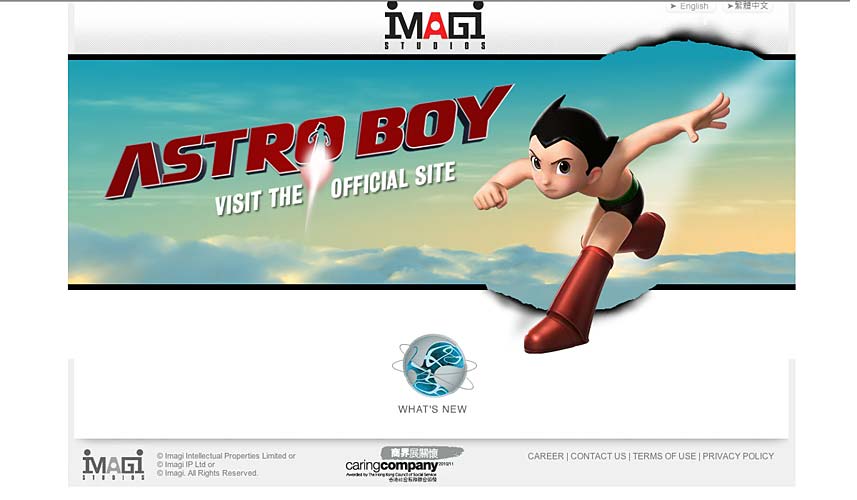 IMAGI
STUDIOS
➤ English ➤繁體中文
ASTRO BOY
VISIT THE OFFICIAL SITE
WHAT'S NEW
IMAGI
STUDIOS
© Imagi Intellectual Properties Limited or
© Imagi IP Ltd or
© Imagi. All Rights Reserved.
商界展關懷
caringcompany 2010/11
Awarded by The Hong Kong Council of Social Service
香港社會服務聯會頒發
CAREER | CONTACT US | TERMS OF USE | PRIVACY POLICY